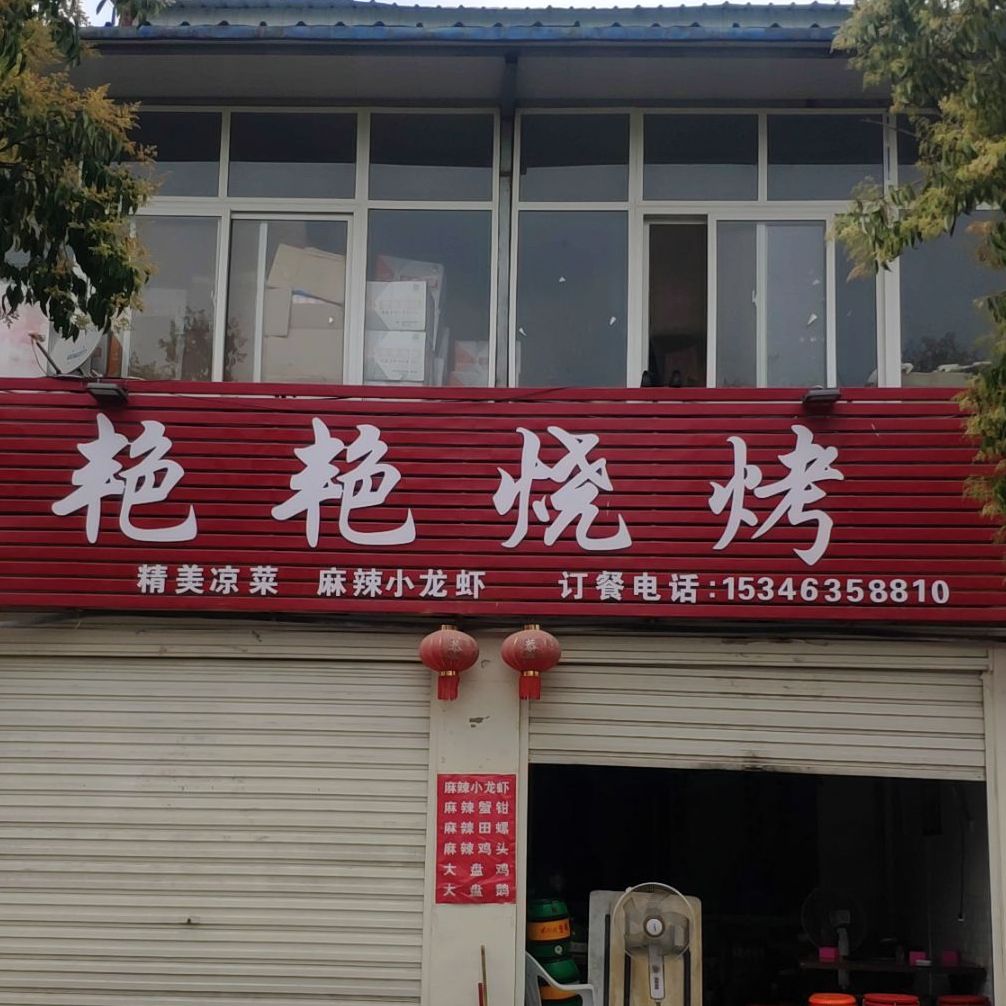 艳艳烧烤
精美凉菜 麻辣小龙虾 订餐电话:15346358810
麻辣小龙虾
麻辣蟹钳
麻辣田螺
麻辣鸡头
大盘鸡
大盘鹅